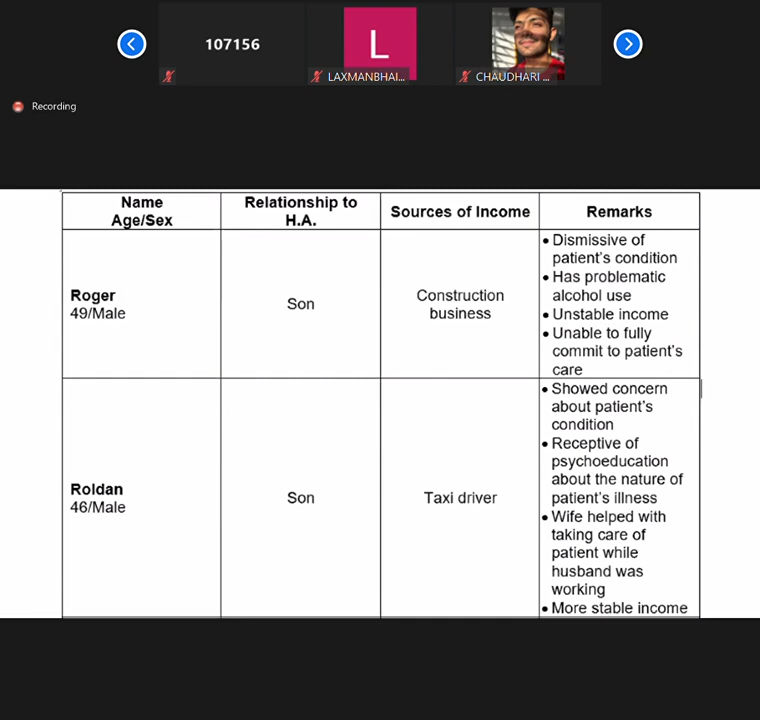 107156
L
LAXMANBHAI...
CHAUDHARI ...
Recording
Name
Age/Sex
Relationship to
H.A.
Sources of Income
Remarks
Roger
49/Male
Son
Construction
business
• Dismissive of
patient's condition
• Has problematic
alcohol use
• Unstable income
• Unable to fully
commit to patient's
care
Roldan
46/Male
Son
Taxi driver
• Showed concern
about patient's
condition
• Receptive of
psychoeducation
about the nature of
patient's illness
• Wife helped with
taking care of
patient while
husband was
working
• More stable income